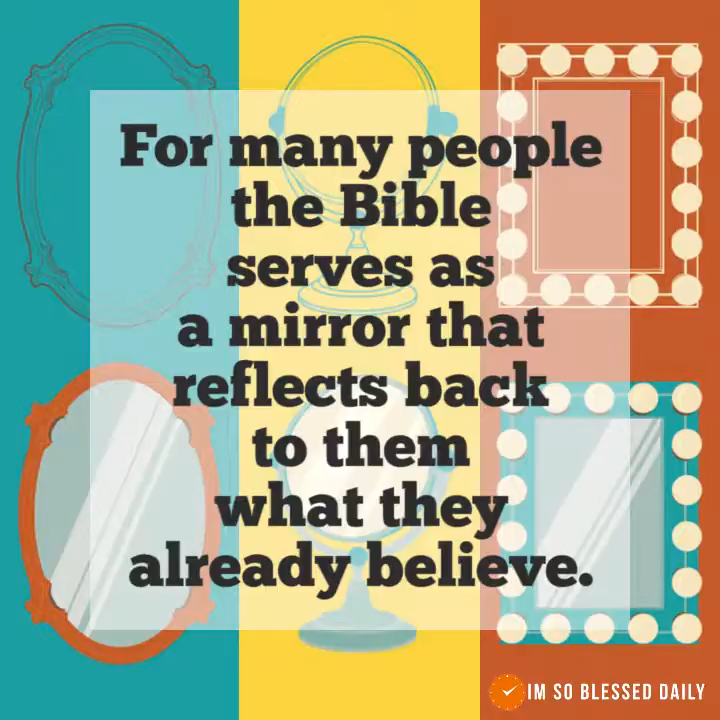 For many people
the Bible
serves as
a mirror that
reflects back
to them
what they
already believe.
IM SO BLESSED DAILY